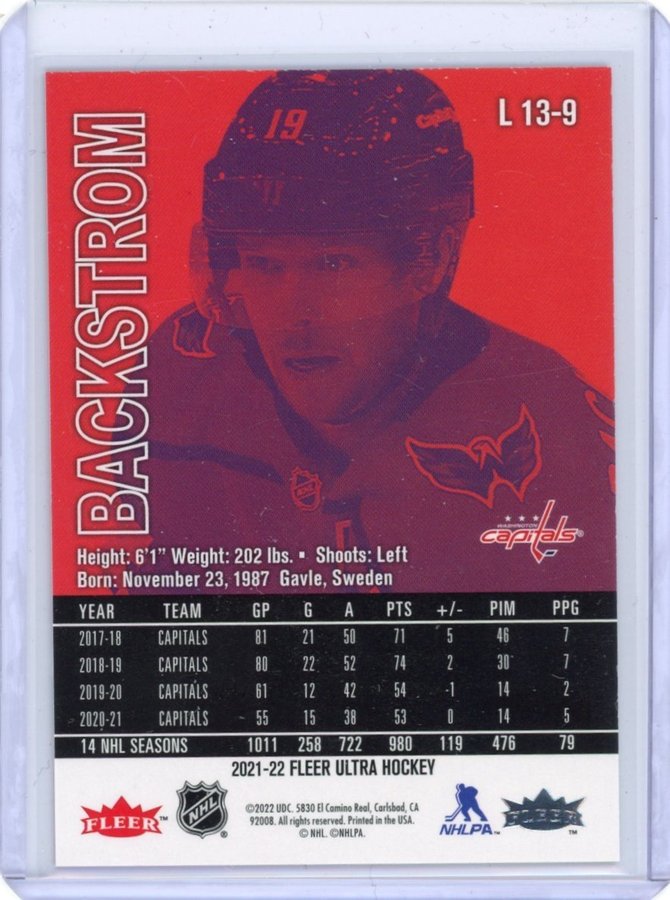 19
Capitals
L 13-9
BACKSTROM
NHL
WASHINGTON
capitals®
Height: 6'1" Weight: 202 lbs. ▪ Shoots: Left
Born: November 23, 1987 Gavle, Sweden
YEAR TEAM GP G A PTS +/- PIM PPG
2017-18 CAPITALS 81 21 50 71 5 46 7
2018-19 CAPITALS 80 22 52 74 2 30 7
2019-20 CAPITALS 61 12 42 54 -1 14 2
2020-21 CAPITALS 55 15 38 53 0 14 5
14 NHL SEASONS 1011 258 722 980 119 476 79
2021-22 FLEER ULTRA HOCKEY
FLEER™
NHL®
©2022 UDC. 5830 El Camino Real, Carlsbad, CA
92008. All rights reserved. Printed in the USA.
© NHL. ©NHLPA.
NHLPA™
FLEER™